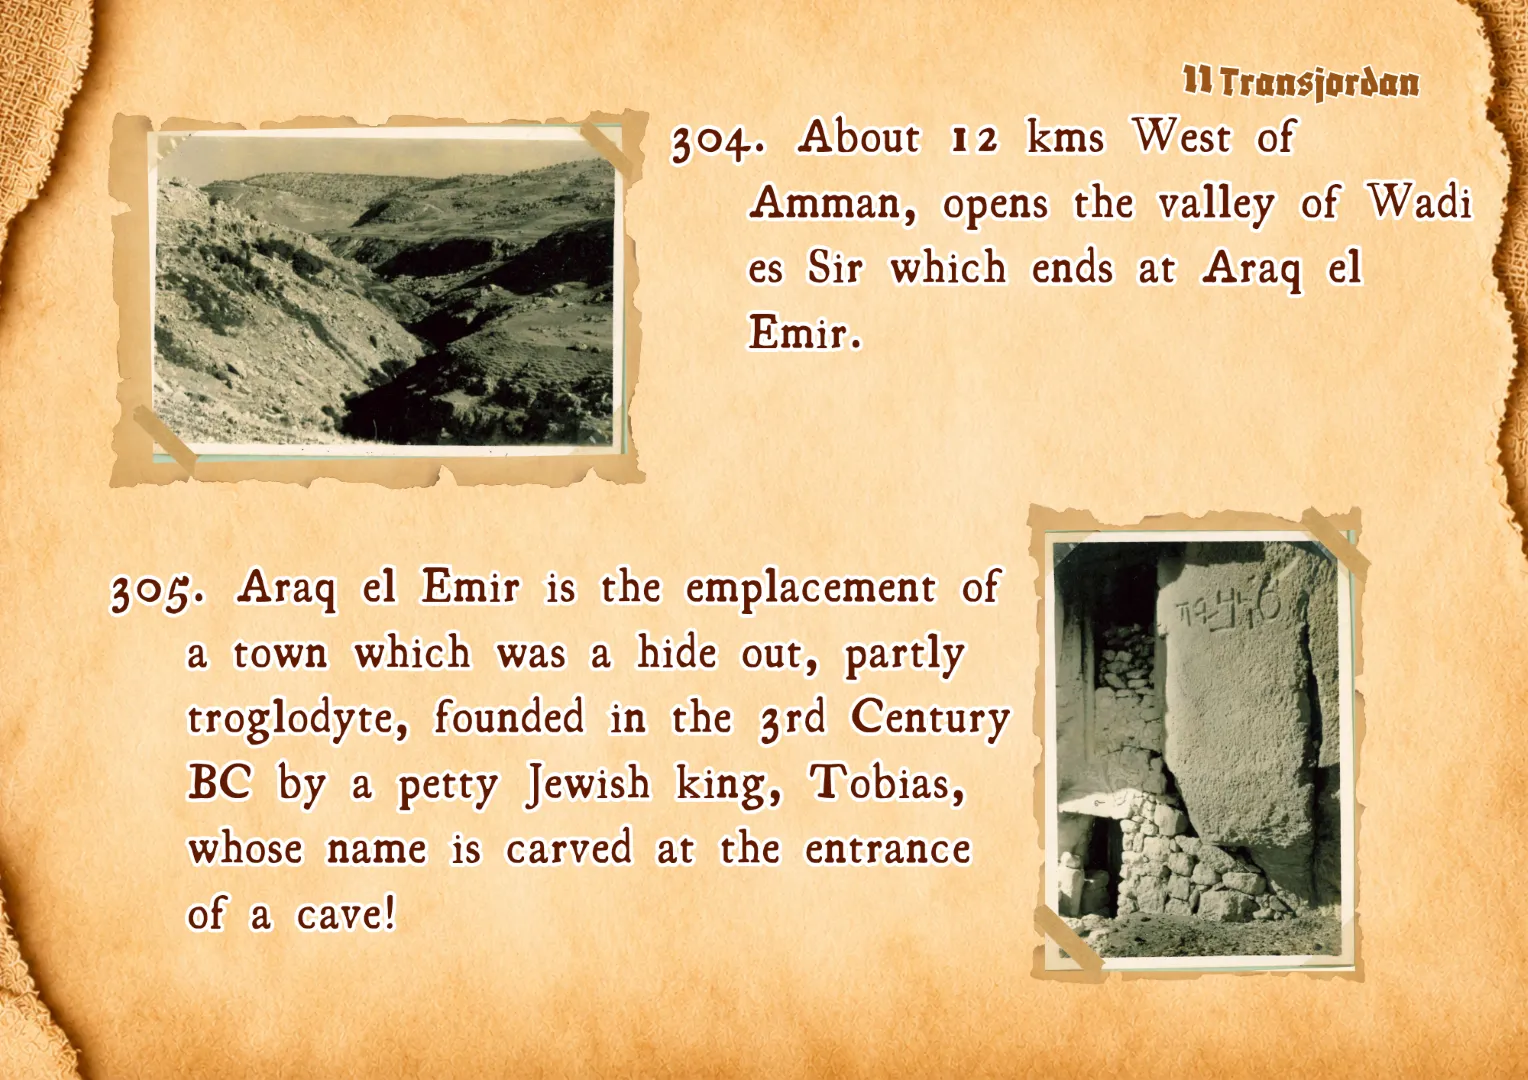 11 Transjordan
304. About 12 kms West of
Amman, opens the valley of Wadi
es Sir which ends at Araq el
Emir.
305. Araq el Emir is the emplacement of
a town which was a hide out, partly
troglodyte, founded in the 3rd Century
BC by a petty Jewish king, Tobias,
whose name is carved at the entrance
of a cave!